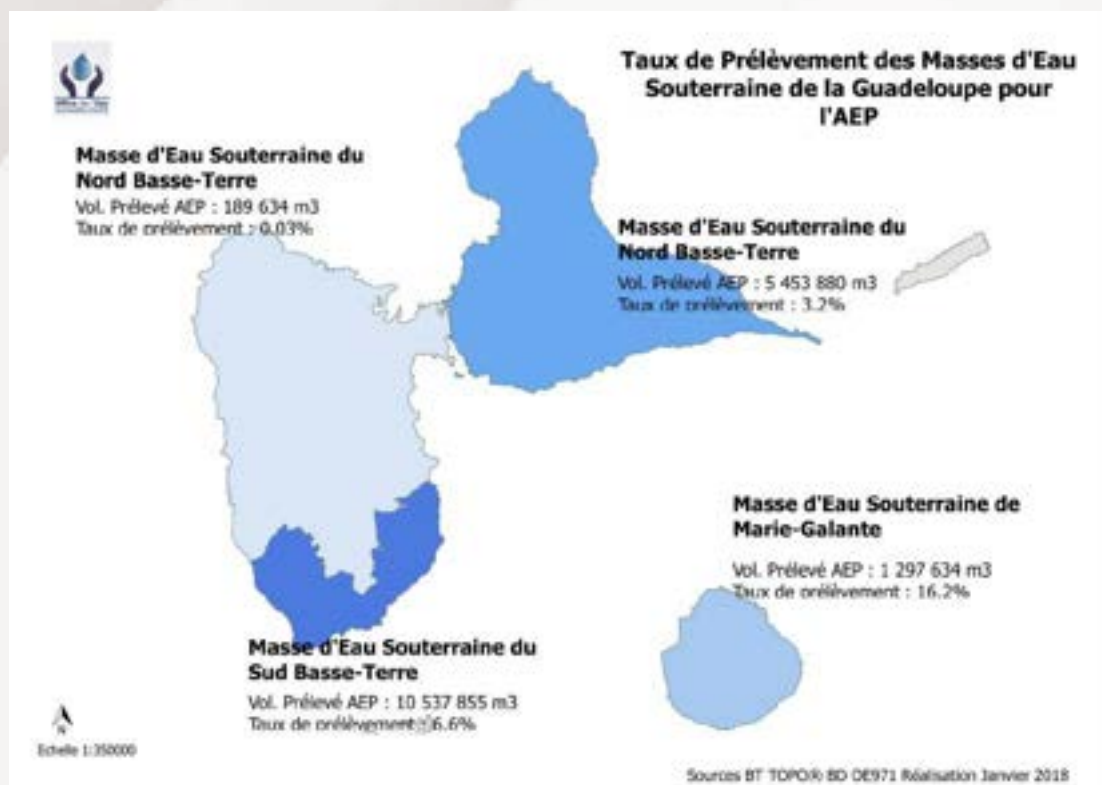 Taux de Prélèvement des Masses d'Eau
Souterraine de la Guadeloupe pour
l'AEP
Masse d'Eau Souterraine du
Nord Basse-Terre
Vol. Prélevé AEP : 189 634 m3
Taux de prélèvement : 0.03%
Masse d'Eau Souterraine du
Nord Basse-Terre
Vol. Prélevé AEP : 5 453 880 m3
Taux de prélèvement : 3.2%
Masse d'Eau Souterraine de
Marie-Galante
Vol. Prélevé AEP : 1 297 634 m3
Taux de prélèvement : 16.2%
Masse d'Eau Souterraine du
Sud Basse-Terre
Vol. Prélevé AEP : 10 537 855 m3
Taux de prélèvement : 6.6%
N
Echelle 1:350000
Sources BT TOPO® BD OE971 Réalisation Janvier 2018